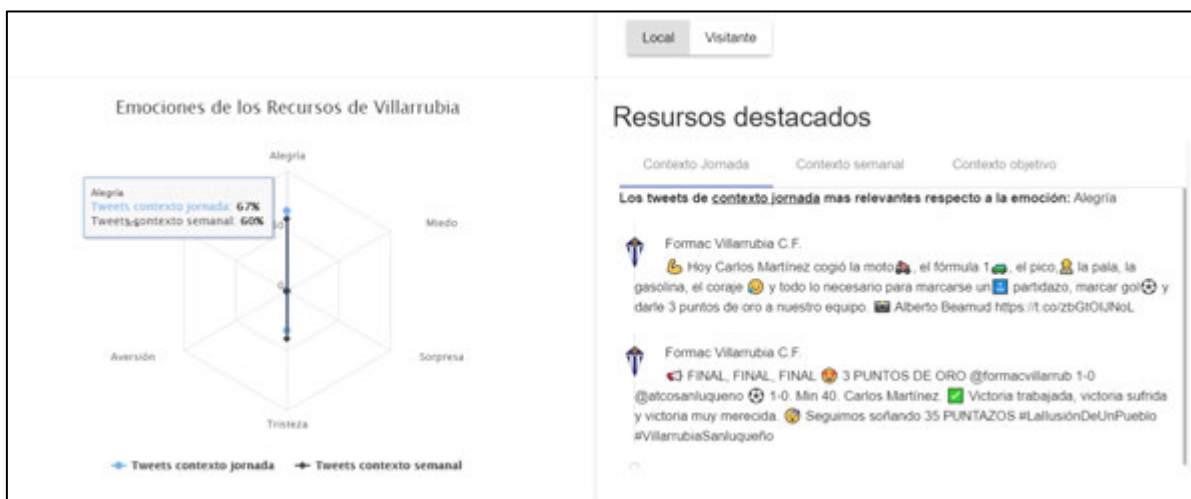 Local Visitante
Emociones de los Recursos de Villarrubia
Alegría
Alegría
Tweets contexto jornada: 67%
Tweets contexto semanal: 60%
50
0
Miedo
Sorpresa
Tristeza
Aversión
Tweets contexto jornada Tweets contexto semanal
Resursos destacados
Contexto Jornada Contexto semanal Contexto objetivo
Los tweets de contexto jornada mas relevantes respecto a la emoción: Alegría
Formac Villarrubia C.F.
💪 Hoy Carlos Martínez cogió la moto🏍, el fórmula 1🚙, el pico,👷 la pala, la
gasolina, el coraje 🤣 y todo lo necesario para marcarse un partidazo, marcar gol⚽ y
darle 3 puntos de oro a nuestro equipo. 📷 Alberto Beamud https://t.co/
Formac Villarrubia C.F.
📢 FINAL, FINAL, FINAL 😍 3 PUNTOS DE ORO @formacvillarrub 1-0
@atcosanluqueno ⚽ 1-0. Min 40. Carlos Martínez. ✅ Victoria trabajada, victoria sufrida
y victoria muy merecida. Seguimos soñando 35 PUNTAZOS #LaIlusiónDeUnPueblo
#VillarrubiaSanluqueño